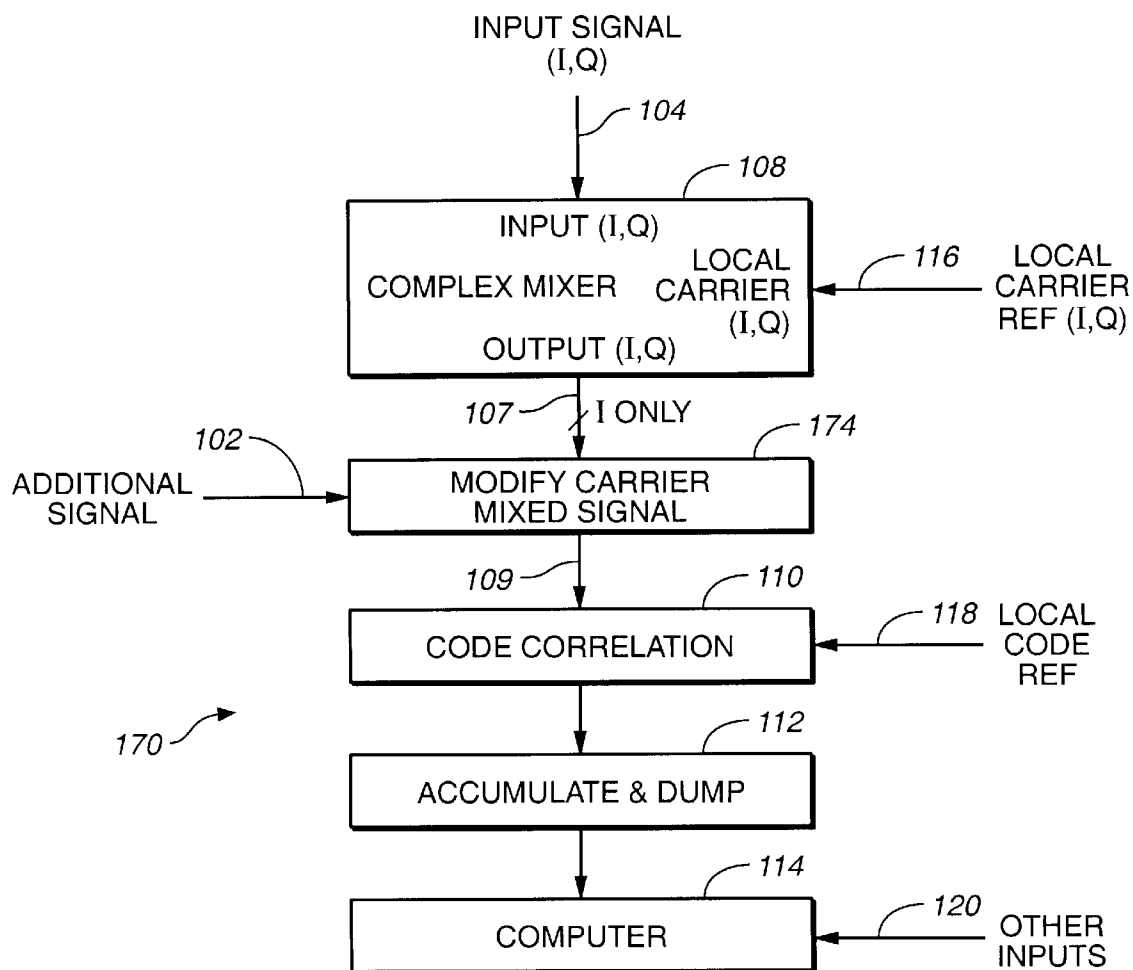 INPUT SIGNAL
(I,Q)
104
108
INPUT (I,Q)
COMPLEX MIXER
LOCAL
CARRIER
(I,Q)
OUTPUT (I,Q)
116
LOCAL
CARRIER
REF (I,Q)
107
I ONLY
174
102
ADDITIONAL
SIGNAL
MODIFY CARRIER
MIXED SIGNAL
109
110
CODE CORRELATION
118
LOCAL
CODE
REF
170
112
ACCUMULATE & DUMP
114
COMPUTER
120
OTHER
INPUTS